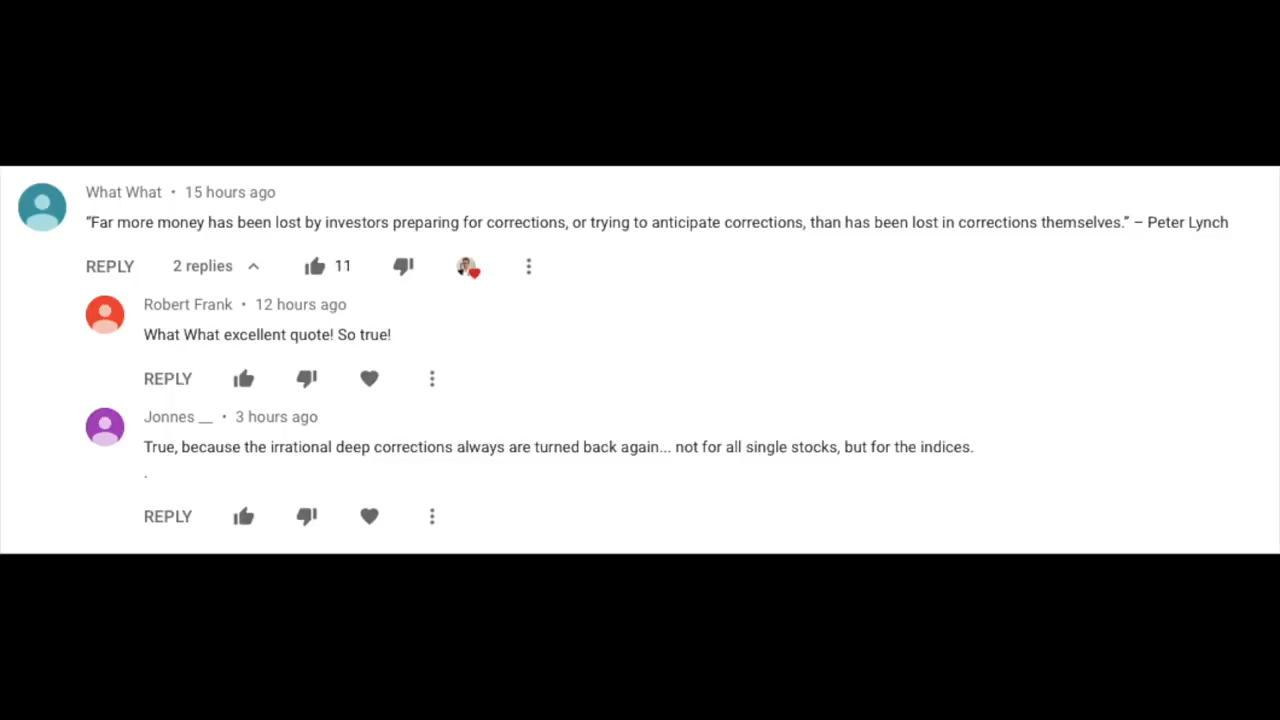 What What • 15 hours ago
“Far more money has been lost by investors preparing for corrections, or trying to anticipate corrections, than has been lost in corrections themselves.” – Peter Lynch
REPLY 2 replies 11
Robert Frank • 12 hours ago
What What excellent quote! So true!
REPLY
Jonnes __ • 3 hours ago
True, because the irrational deep corrections always are turned back again... not for all single stocks, but for the indices.
.
REPLY